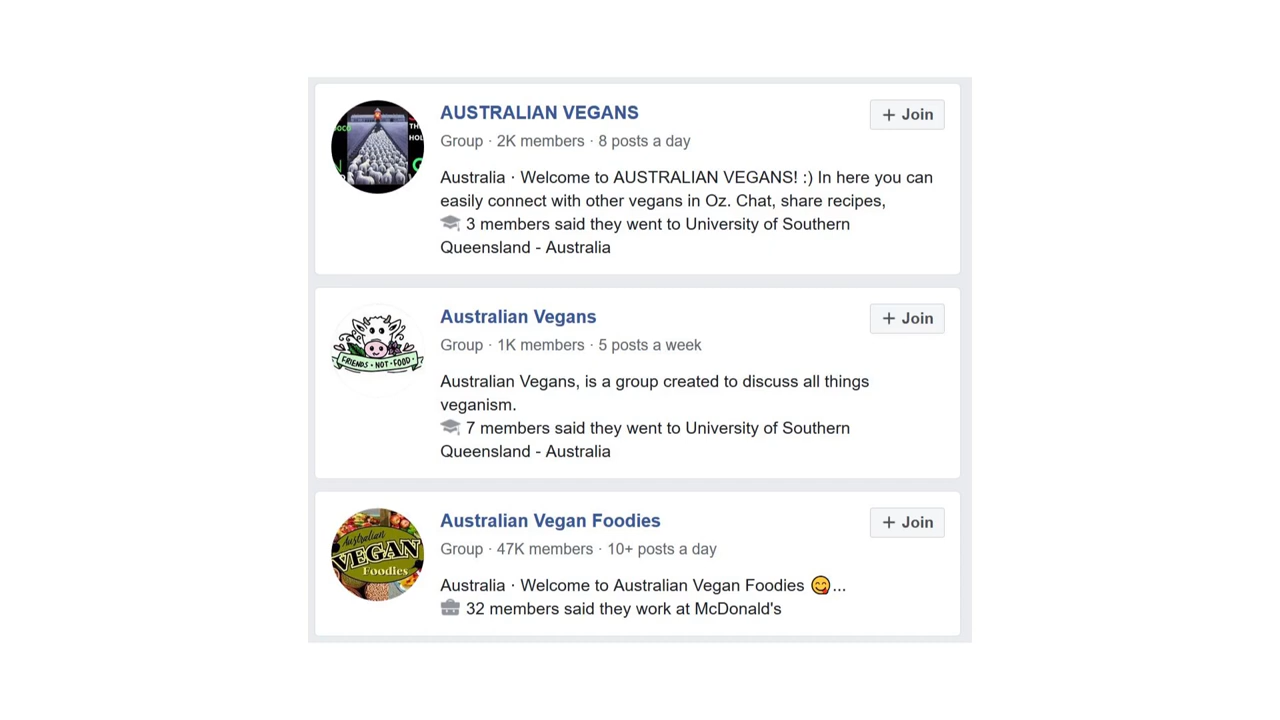 AUSTRALIAN VEGANS
+ Join
Group · 2K members · 8 posts a day
Australia · Welcome to AUSTRALIAN VEGANS! :) In here you can
easily connect with other vegans in Oz. Chat, share recipes,
3 members said they went to University of Southern
Queensland - Australia
FRIENDS · NOT · FOOD
Australian Vegans
+ Join
Group · 1K members · 5 posts a week
Australian Vegans, is a group created to discuss all things
veganism.
7 members said they went to University of Southern
Queensland - Australia
Australian
VEGAN
Foodies
Australian Vegan Foodies
+ Join
Group · 47K members · 10+ posts a day
Australia · Welcome to Australian Vegan Foodies 😋...
32 members said they work at McDonald's